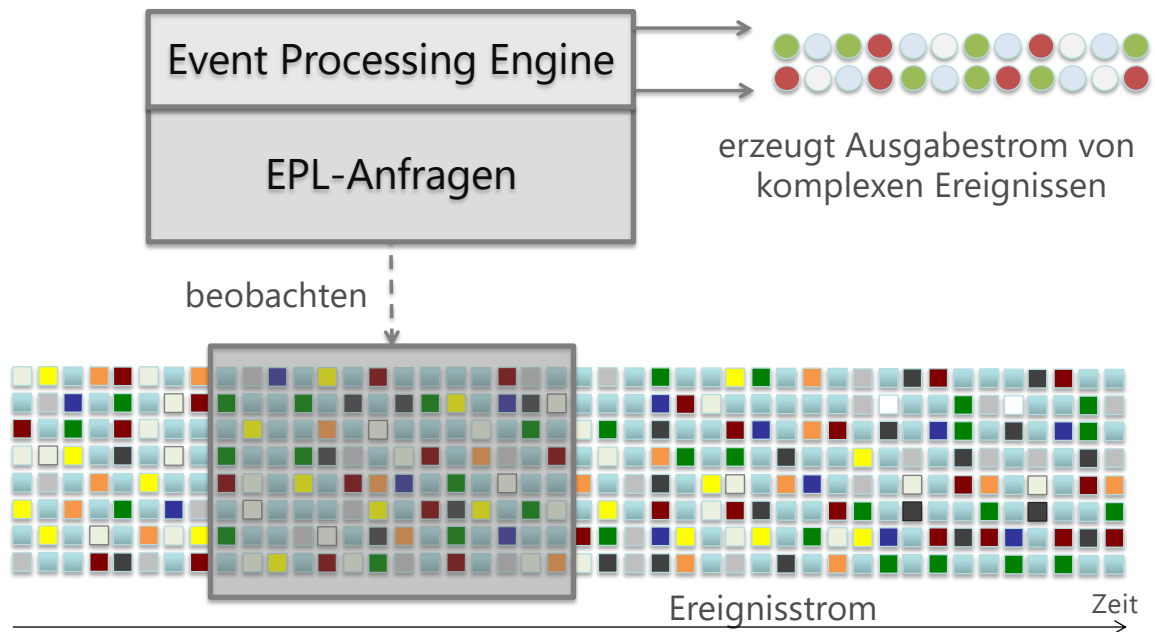 Event Processing Engine
EPL-Anfragen
erzeugt Ausgabestrom von
komplexen Ereignissen
beobachten
Ereignisstrom
Zeit